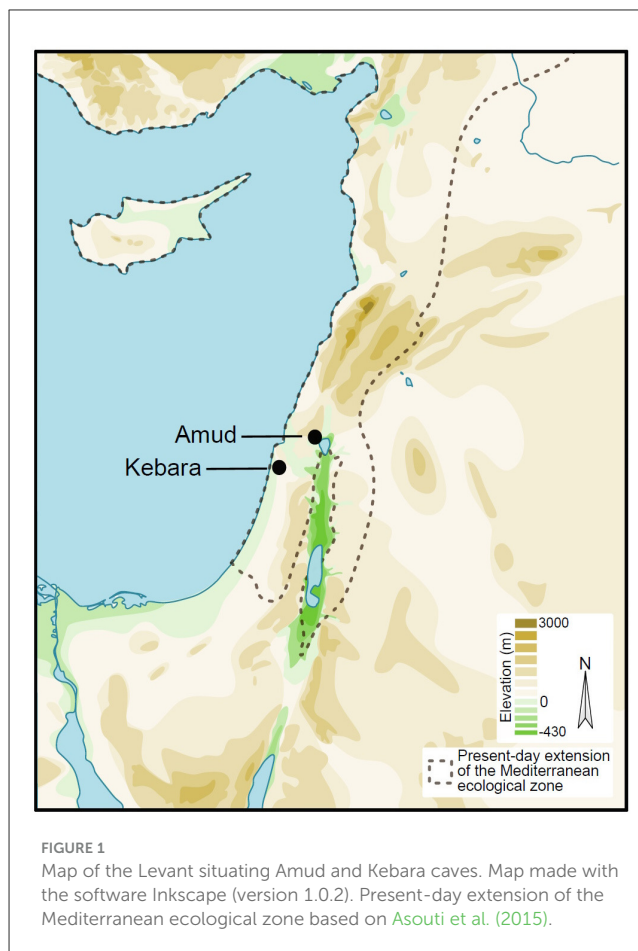 Amud
Kebara
3000
0
-430
Elevation (m)
N
Present-day extension
of the Mediterranean
ecological zone
FIGURE 1
Map of the Levant situating Amud and Kebara caves. Map made with
the software Inkscape (version 1.0.2). Present-day extension of the
Mediterranean ecological zone based on Asouti et al. (2015).